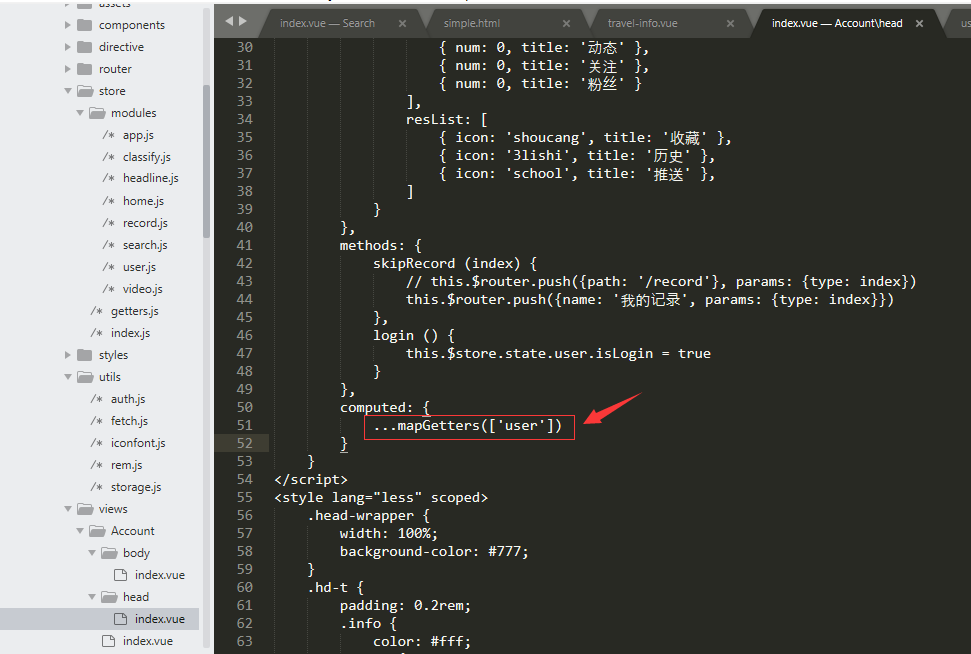 assets
components
directive
router
store
modules
/* app.js
/* classify.js
/* headline.js
/* home.js
/* record.js
/* search.js
/* user.js
/* video.js
/* getters.js
/* index.js
styles
utils
/* auth.js
/* fetch.js
/* iconfont.js
/* rem.js
/* storage.js
views
Account
body
index.vue
head
index.vue
index.vue
index.vue — Search ×
simple.html ×
travel-info.vue ×
index.vue — Account\head ×
us
30 { num: 0, title: '动态' },
31 { num: 0, title: '关注' },
32 { num: 0, title: '粉丝' }
33 ],
34 resList: [
35 { icon: 'shoucang', title: '收藏' },
36 { icon: '3lishi', title: '历史' },
37 { icon: 'school', title: '推送' },
38 ]
39 }
40 },
41 methods: {
42 skipRecord (index) {
43 // this.$router.push({path: '/record'}, params: {type: index})
44 this.$router.push({name: '我的记录', params: {type: index}})
45 },
46 login () {
47 this.$store.state.user.isLogin = true
48 }
49 },
50 computed: {
51 ...mapGetters(['user'])
52 }
53 }
54 </script>
55 <style lang="less" scoped>
56 .head-wrapper {
57 width: 100%;
58 background-color: #777;
59 }
60 .hd-t {
61 padding: 0.2rem;
62 .info {
63 color: #fff;